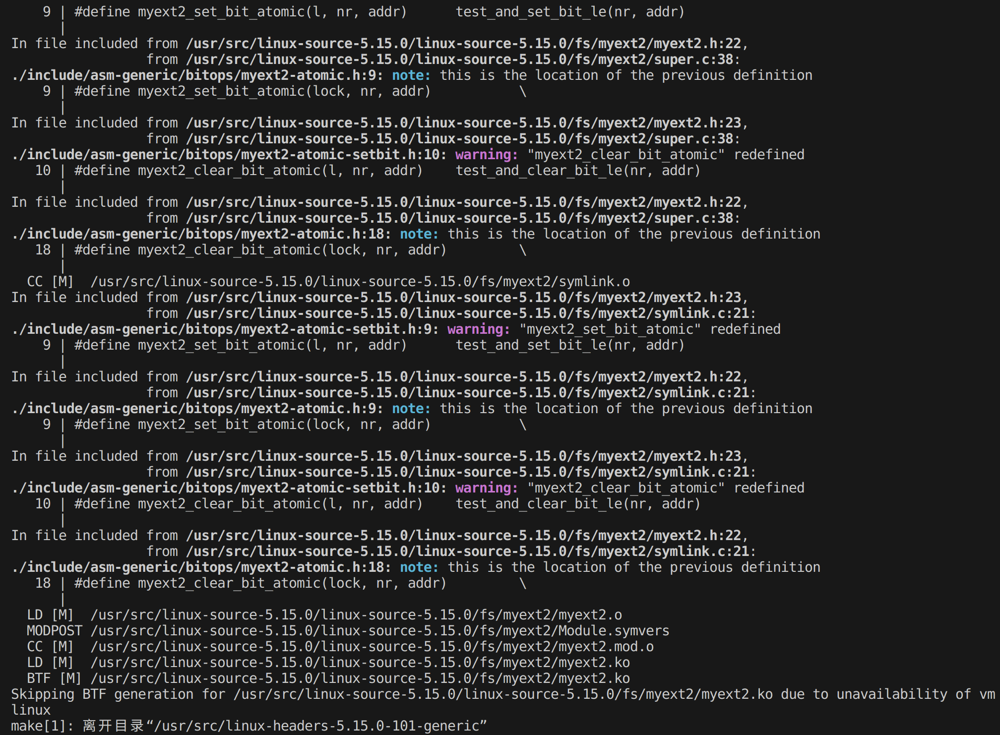 9 | #define myext2_set_bit_atomic(l, nr, addr)      test_and_set_bit_le(nr, addr)
      |
In file included from /usr/src/linux-source-5.15.0/linux-source-5.15.0/fs/myext2/myext2.h:22,
                 from /usr/src/linux-source-5.15.0/linux-source-5.15.0/fs/myext2/super.c:38:
./include/asm-generic/bitops/myext2-atomic.h:9: note: this is the location of the previous definition
    9 | #define myext2_set_bit_atomic(lock, nr, addr)           \
      |
In file included from /usr/src/linux-source-5.15.0/linux-source-5.15.0/fs/myext2/myext2.h:23,
                 from /usr/src/linux-source-5.15.0/linux-source-5.15.0/fs/myext2/super.c:38:
./include/asm-generic/bitops/myext2-atomic-setbit.h:10: warning: "myext2_clear_bit_atomic" redefined
   10 | #define myext2_clear_bit_atomic(l, nr, addr)    test_and_clear_bit_le(nr, addr)
      |
In file included from /usr/src/linux-source-5.15.0/linux-source-5.15.0/fs/myext2/myext2.h:22,
                 from /usr/src/linux-source-5.15.0/linux-source-5.15.0/fs/myext2/super.c:38:
./include/asm-generic/bitops/myext2-atomic.h:18: note: this is the location of the previous definition
   18 | #define myext2_clear_bit_atomic(lock, nr, addr)         \
      |
  CC [M]  /usr/src/linux-source-5.15.0/linux-source-5.15.0/fs/myext2/symlink.o
In file included from /usr/src/linux-source-5.15.0/linux-source-5.15.0/fs/myext2/myext2.h:23,
                 from /usr/src/linux-source-5.15.0/linux-source-5.15.0/fs/myext2/symlink.c:21:
./include/asm-generic/bitops/myext2-atomic-setbit.h:9: warning: "myext2_set_bit_atomic" redefined
    9 | #define myext2_set_bit_atomic(l, nr, addr)      test_and_set_bit_le(nr, addr)
      |
In file included from /usr/src/linux-source-5.15.0/linux-source-5.15.0/fs/myext2/myext2.h:22,
                 from /usr/src/linux-source-5.15.0/linux-source-5.15.0/fs/myext2/symlink.c:21:
./include/asm-generic/bitops/myext2-atomic.h:9: note: this is the location of the previous definition
    9 | #define myext2_set_bit_atomic(lock, nr, addr)           \
      |
In file included from /usr/src/linux-source-5.15.0/linux-source-5.15.0/fs/myext2/myext2.h:23,
                 from /usr/src/linux-source-5.15.0/linux-source-5.15.0/fs/myext2/symlink.c:21:
./include/asm-generic/bitops/myext2-atomic-setbit.h:10: warning: "myext2_clear_bit_atomic" redefined
   10 | #define myext2_clear_bit_atomic(l, nr, addr)    test_and_clear_bit_le(nr, addr)
      |
In file included from /usr/src/linux-source-5.15.0/linux-source-5.15.0/fs/myext2/myext2.h:22,
                 from /usr/src/linux-source-5.15.0/linux-source-5.15.0/fs/myext2/symlink.c:21:
./include/asm-generic/bitops/myext2-atomic.h:18: note: this is the location of the previous definition
   18 | #define myext2_clear_bit_atomic(lock, nr, addr)         \
      |
  LD [M]  /usr/src/linux-source-5.15.0/linux-source-5.15.0/fs/myext2/myext2.o
  MODPOST /usr/src/linux-source-5.15.0/linux-source-5.15.0/fs/myext2/Module.symvers
  CC [M]  /usr/src/linux-source-5.15.0/linux-source-5.15.0/fs/myext2/myext2.mod.o
  LD [M]  /usr/src/linux-source-5.15.0/linux-source-5.15.0/fs/myext2/myext2.ko
  BTF [M] /usr/src/linux-source-5.15.0/linux-source-5.15.0/fs/myext2/myext2.ko
Skipping BTF generation for /usr/src/linux-source-5.15.0/linux-source-5.15.0/fs/myext2/myext2.ko due to unavailability of vm
linux
make[1]: 离开目录“/usr/src/linux-headers-5.15.0-101-generic”